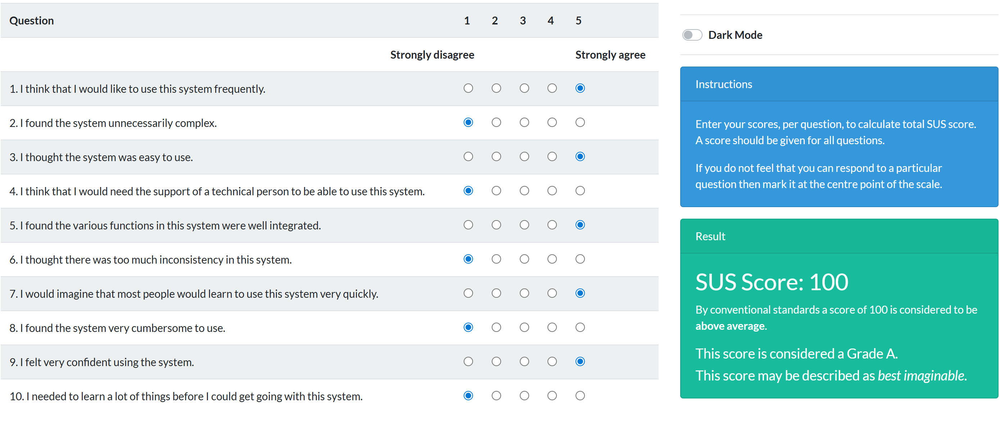 Question 1 2 3 4 5
Strongly disagree Strongly agree
1. I think that I would like to use this system frequently.
2. I found the system unnecessarily complex.
3. I thought the system was easy to use.
4. I think that I would need the support of a technical person to be able to use this system.
5. I found the various functions in this system were well integrated.
6. I thought there was too much inconsistency in this system.
7. I would imagine that most people would learn to use this system very quickly.
8. I found the system very cumbersome to use.
9. I felt very confident using the system.
10. I needed to learn a lot of things before I could get going with this system.
Dark Mode
Instructions
Enter your scores, per question, to calculate total SUS score.
A score should be given for all questions.
If you do not feel that you can respond to a particular
question then mark it at the centre point of the scale.
Result
SUS Score: 100
By conventional standards a score of 100 is considered to be
above average.
This score is considered a Grade A.
This score may be described as best imaginable.